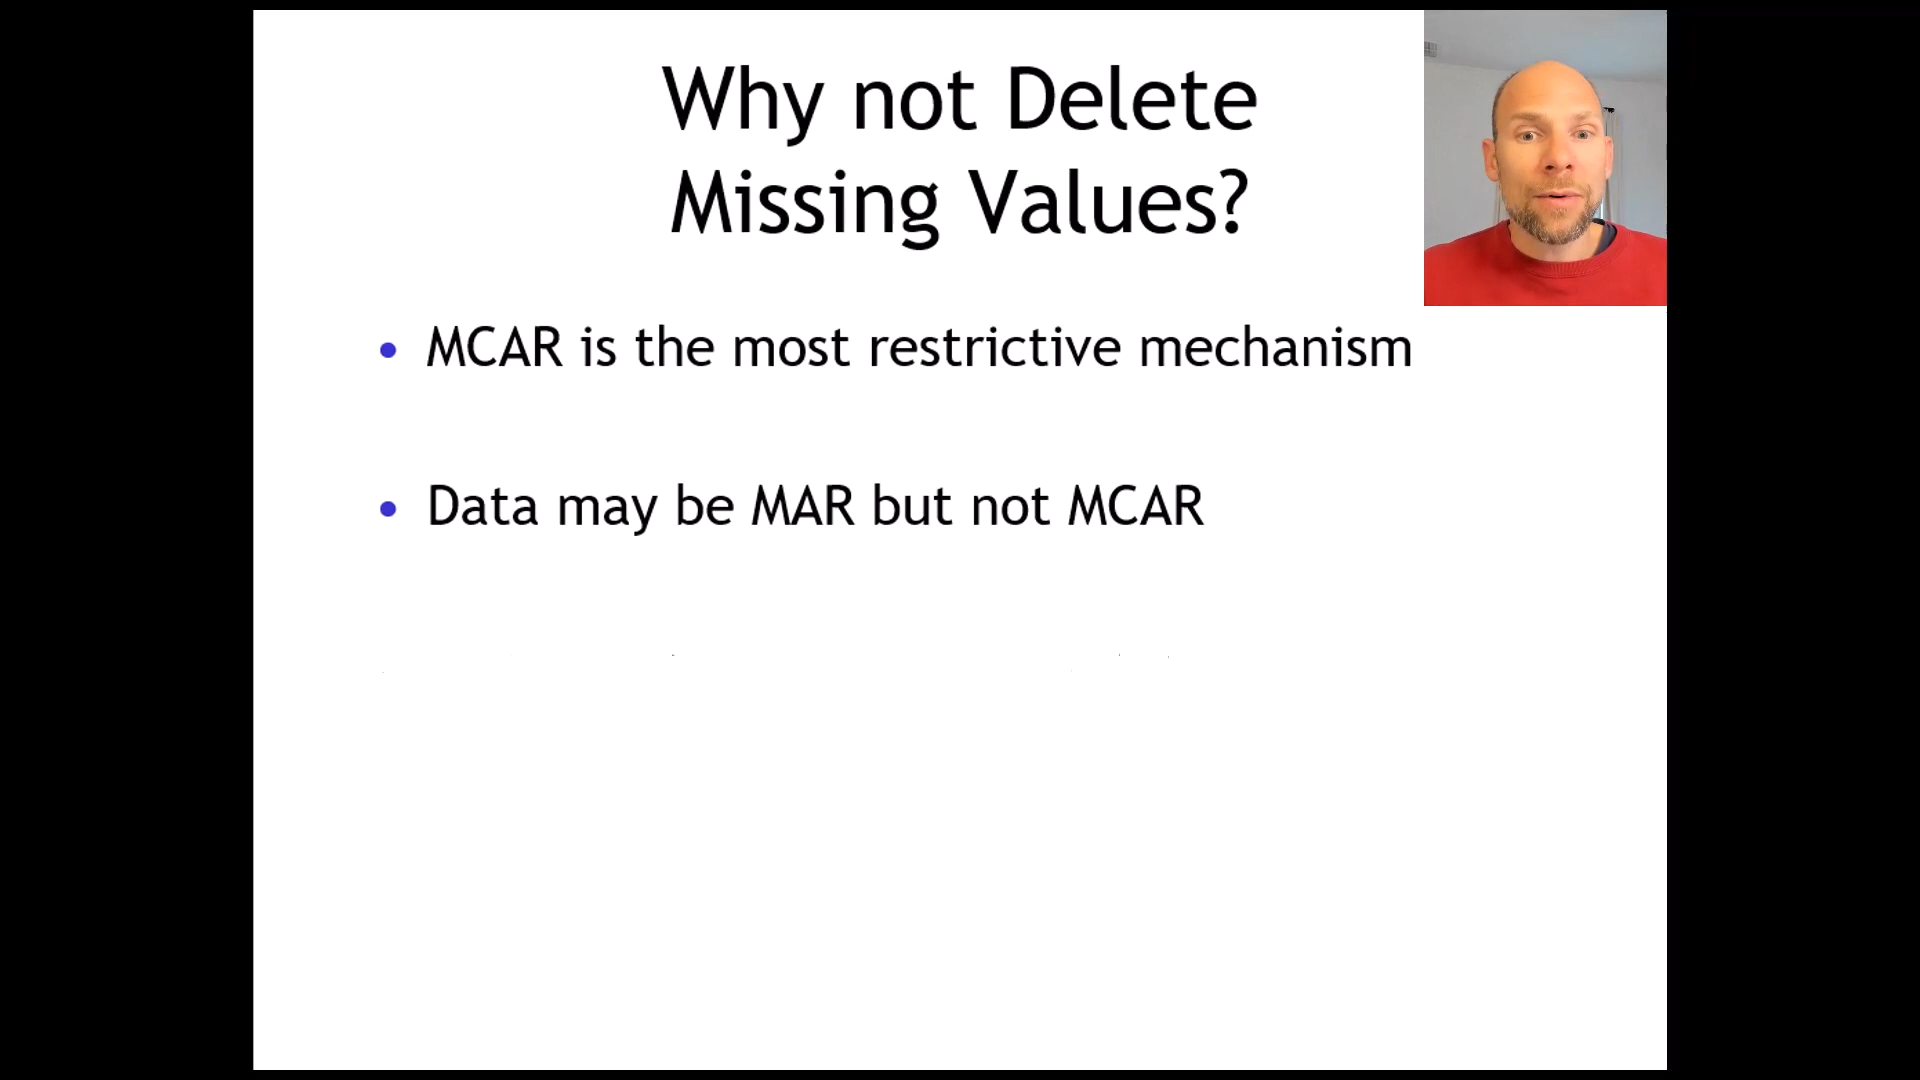 Why not Delete
Missing Values?
• MCAR is the most restrictive mechanism
• Data may be MAR but not MCAR